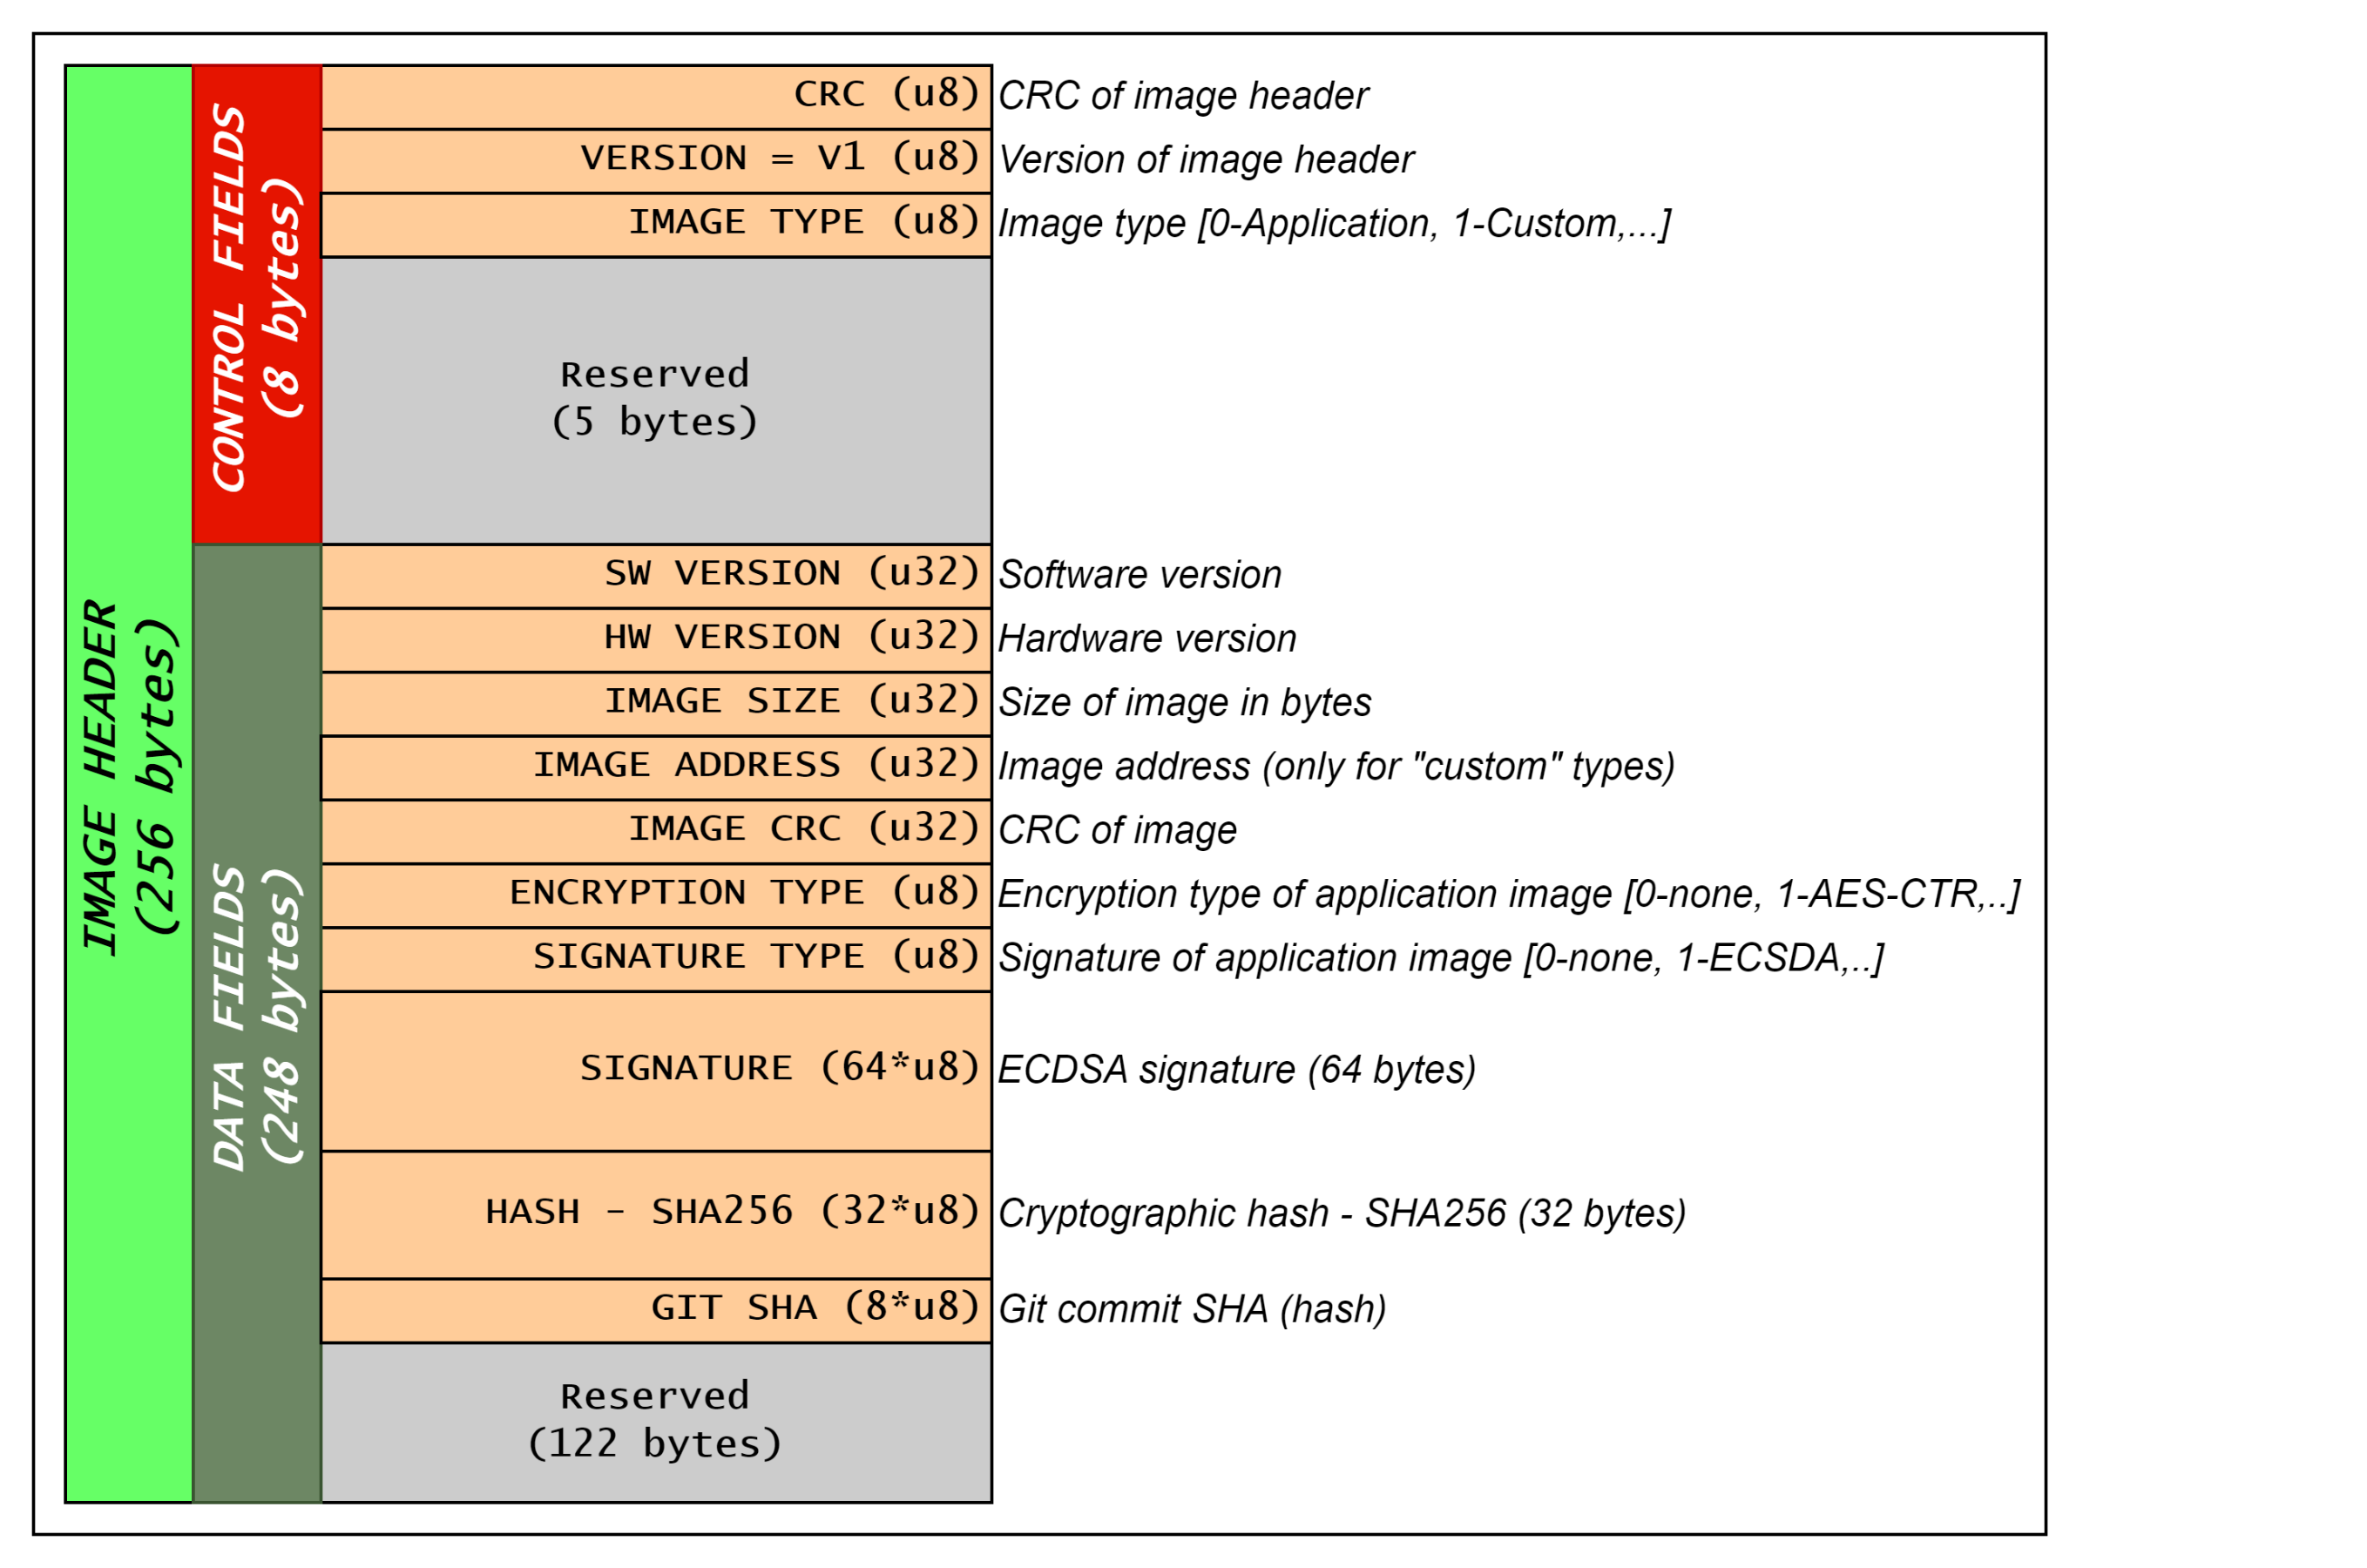 IMAGE HEADER
(256 bytes)
CONTROL FIELDS
(8 bytes)
CRC (u8) CRC of image header
VERSION = V1 (u8) Version of image header
IMAGE TYPE (u8) Image type [0-Application, 1-Custom,...]
Reserved
(5 bytes)
DATA FIELDS
(248 bytes)
SW VERSION (u32) Software version
HW VERSION (u32) Hardware version
IMAGE SIZE (u32) Size of image in bytes
IMAGE ADDRESS (u32) Image address (only for "custom" types)
IMAGE CRC (u32) CRC of image
ENCRYPTION TYPE (u8) Encryption type of application image [0-none, 1-AES-CTR,..]
SIGNATURE TYPE (u8) Signature of application image [0-none, 1-ECSDA,..]
SIGNATURE (64*u8) ECDSA signature (64 bytes)
HASH - SHA256 (32*u8) Cryptographic hash - SHA256 (32 bytes)
GIT SHA (8*u8) Git commit SHA (hash)
Reserved
(122 bytes)